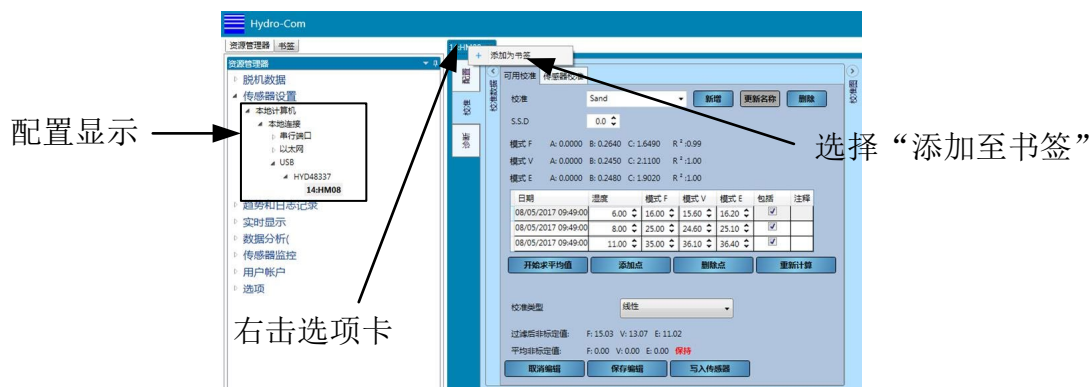 Hydro-Com
资源管理器 书签
资源管理器
脱机数据
传感器设置
本地计算机
本地连接
串行端口
以太网
USB
HYD48337
14:HM08
趋势和日志记录
实时显示
数据分析(
传感器监控
用户帐户
选项
配置显示
右击选项卡
选择“添加至书签”
14:HM08
+ 添加为书签
配置
校准
诊断
校准数据
校准图
可用校准 传感器校准
校准 Sand 新增 更新名称 删除
S.S.D 0.0
模式 F A: 0.0000 B: 0.2640 C: 1.6490 R²:0.99
模式 V A: 0.0000 B: 0.2450 C: 2.1100 R²:1.00
模式 E A: 0.0000 B: 0.2480 C: 1.9020 R²:1.00
日期 湿度 模式 F 模式 V 模式 E 包括 注释
08/05/2017 09:49:00 6.00 16.00 15.60 16.20
08/05/2017 09:49:00 8.00 25.00 24.60 25.10
08/05/2017 09:49:00 11.00 35.00 36.10 36.40
开始求平均值 添加点 删除点 重新计算
校准类型 线性
过滤后非标定值: F: 15.03 V: 13.07 E: 11.02
平均非标定值: F: 0.00 V: 0.00 E: 0.00 保持
取消编辑 保存编辑 写入传感器